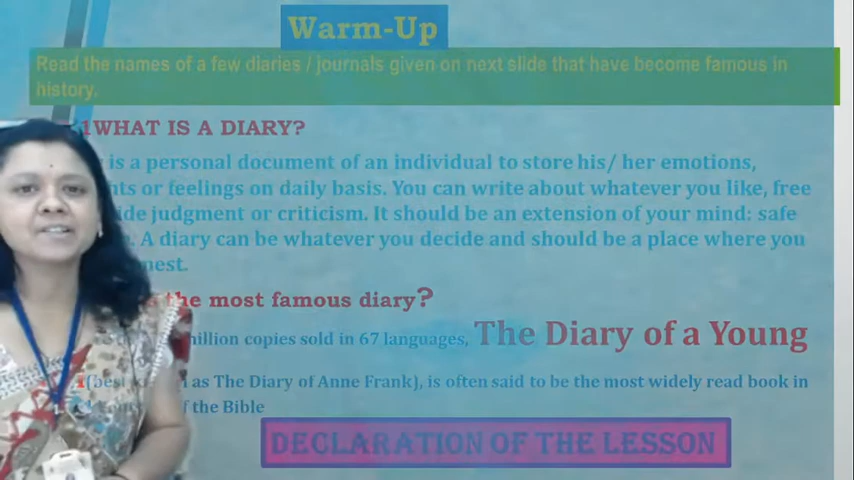 Warm-Up
Read the names of a few diaries / journals given on next slide that have become famous in
history.
1WHAT IS A DIARY?
is a personal document of an individual to store his/ her emotions,
or feelings on daily basis. You can write about whatever you like, free
judgment or criticism. It should be an extension of your mind: safe
A diary can be whatever you decide and should be a place where you
the most famous diary?
copies sold in 67 languages, The Diary of a Young
as The Diary of Anne Frank), is often said to be the most widely read book in
the Bible
DECLARATION OF THE LESSON